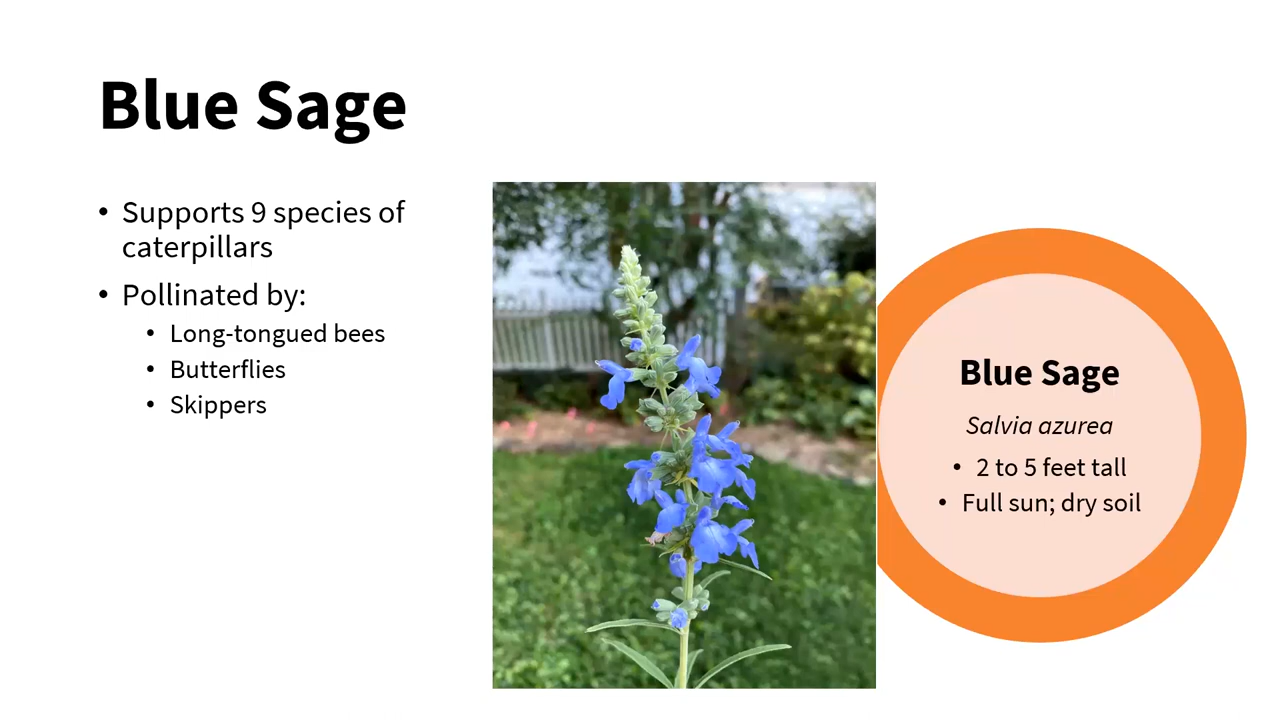 Blue Sage
• Supports 9 species of
caterpillars
• Pollinated by:
• Long-tongued bees
• Butterflies
• Skippers
Blue Sage
Salvia azurea
• 2 to 5 feet tall
• Full sun; dry soil